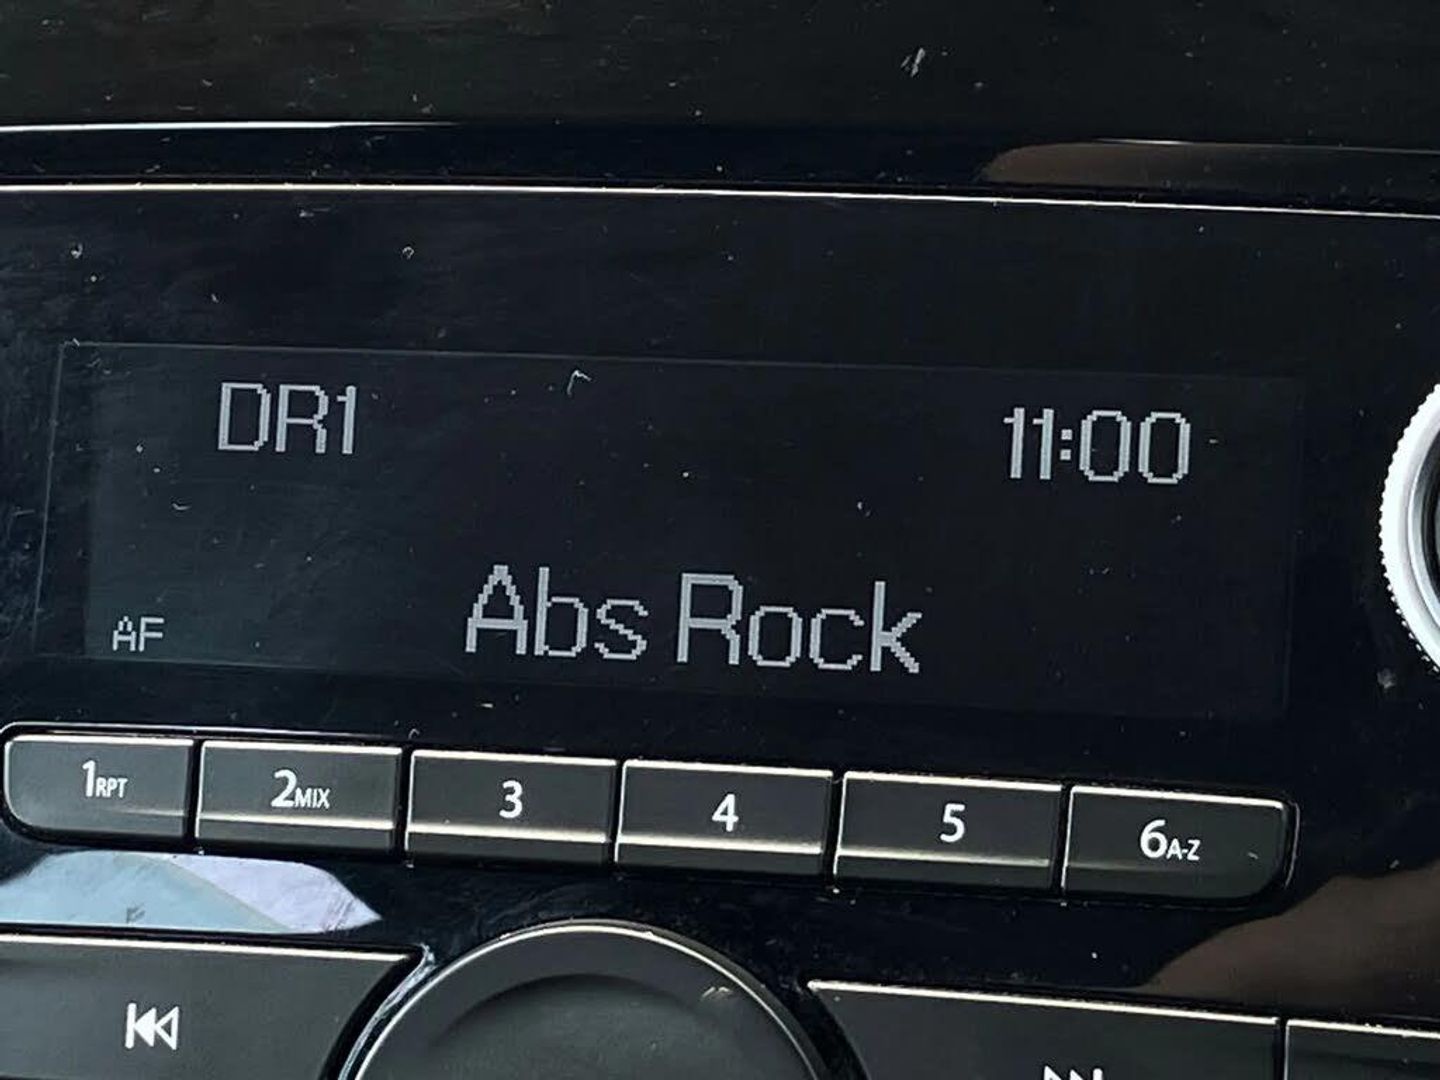 DR1 11:00
Abs Rock
AF
1RPT 2MIX 3 4 5 6A-Z